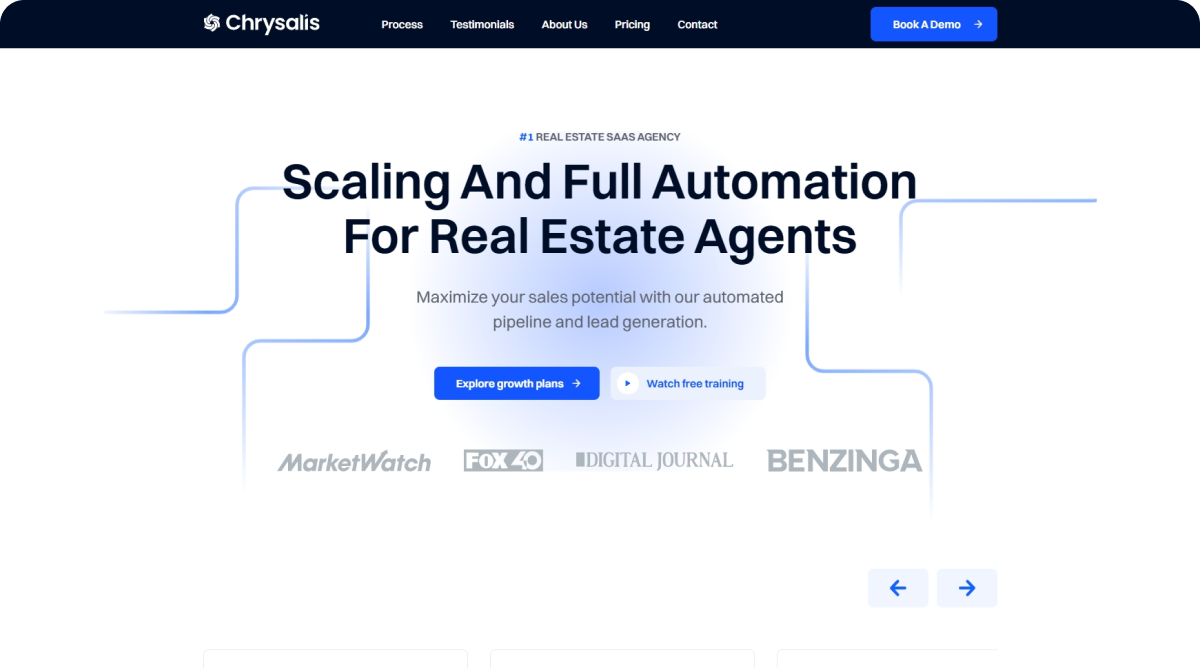 Chrysalis
Process
Testimonials
About Us
Pricing
Contact
Book A Demo
#1 REAL ESTATE SAAS AGENCY
Scaling And Full Automation
For Real Estate Agents
Maximize your sales potential with our automated
pipeline and lead generation.
Explore growth plans
Watch free training
MarketWatch
FOX 40
DIGITAL JOURNAL
BENZINGA